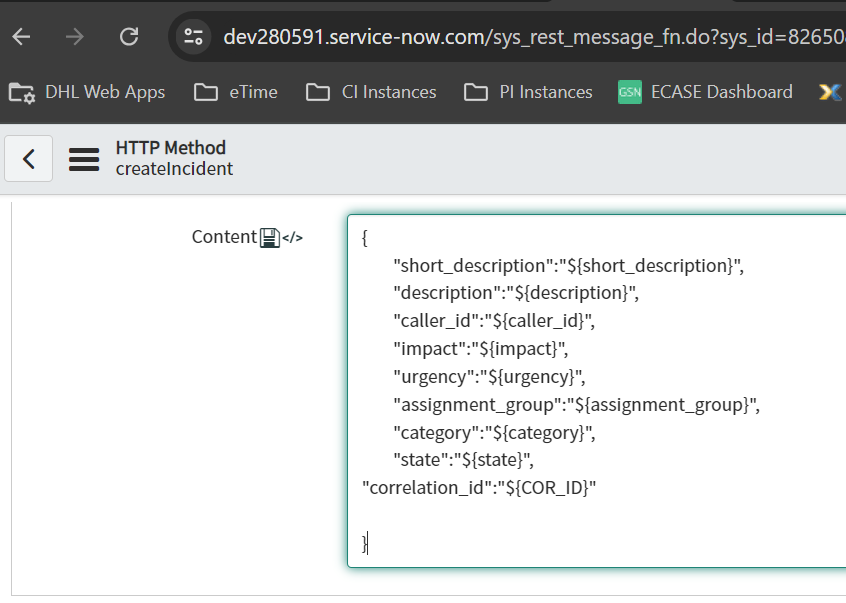 dev280591.service-now.com/sys_rest_message_fn.do?sys_id=82650
DHL Web Apps eTime CI Instances PI Instances GSN ECASE Dashboard
HTTP Method
createIncident
Content </>
{
"short_description":"${short_description}",
"description":"${description}",
"caller_id":"${caller_id}",
"impact":"${impact}",
"urgency":"${urgency}",
"assignment_group":"${assignment_group}",
"category":"${category}",
"state":"${state}",
"correlation_id":"${COR_ID}"
}